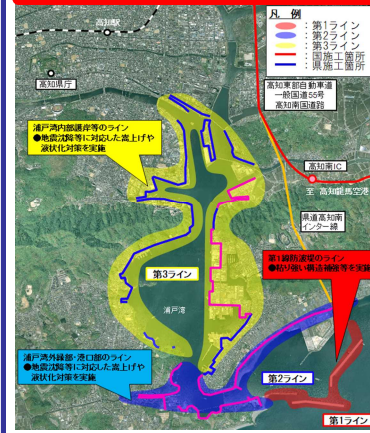 高知駅
凡 例
：第1ライン
：第2ライン
：第3ライン
：国施工箇所
：県施工箇所
高知県庁
高知東部自動車道
一般国道55号
高知南国道路
浦戸湾内部護岸等のライン
●地震沈降等に対応した嵩上げや
液状化対策を実施
高知南IC
至 高知龍馬空港
県道高知南
インター線
第1線防波堤のライン
●粘り強い構造補強等を実施
第3ライン
浦戸湾
浦戸湾外縁部・港口部のライン
●地震沈降等に対応した嵩上げや
液状化対策を実施
第2ライン
第1ライン